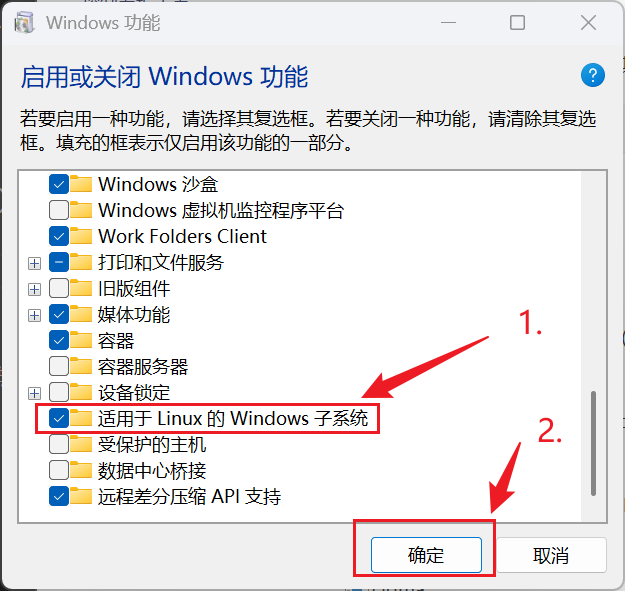 Windows 功能
启用或关闭 Windows 功能
?
若要启用一种功能，请选择其复选框。若要关闭一种功能，请清除其复选
框。填充的框表示仅启用该功能的一部分。
Windows 沙盒
Windows 虚拟机监控程序平台
Work Folders Client
打印和文件服务
旧版组件
媒体功能
1.
容器
容器服务器
设备锁定
适用于 Linux 的 Windows 子系统
2.
受保护的主机
数据中心桥接
远程差分压缩 API 支持
确定
取消